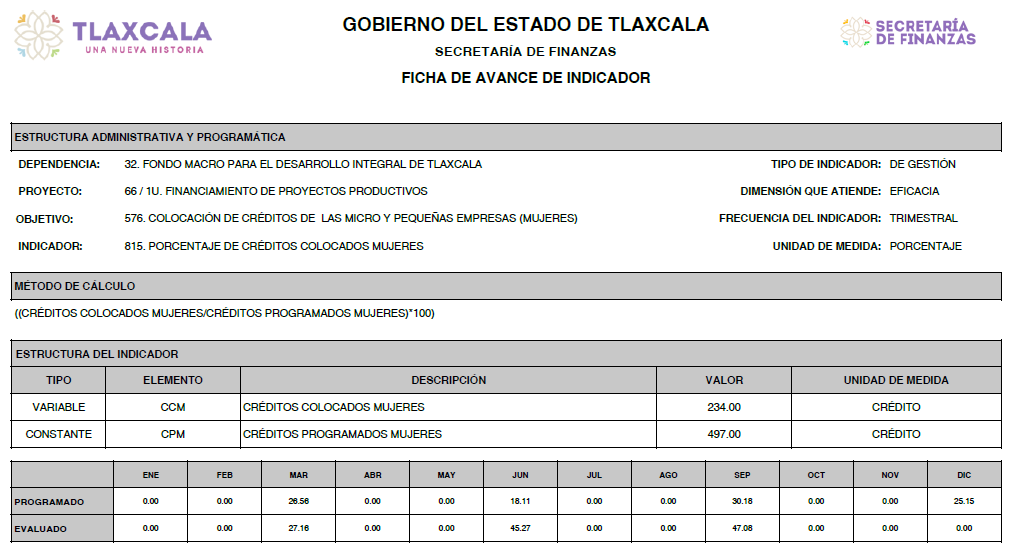 TLAXCALA
UNA NUEVA HISTORIA
GOBIERNO DEL ESTADO DE TLAXCALA
SECRETARÍA DE FINANZAS
FICHA DE AVANCE DE INDICADOR
SECRETARÍA
DE FINANZAS
ESTRUCTURA ADMINISTRATIVA Y PROGRAMÁTICA
DEPENDENCIA: 32. FONDO MACRO PARA EL DESARROLLO INTEGRAL DE TLAXCALA TIPO DE INDICADOR: DE GESTIÓN
PROYECTO: 66 / 1U. FINANCIAMIENTO DE PROYECTOS PRODUCTIVOS DIMENSIÓN QUE ATIENDE: EFICACIA
OBJETIVO: 576. COLOCACIÓN DE CRÉDITOS DE LAS MICRO Y PEQUEÑAS EMPRESAS (MUJERES) FRECUENCIA DEL INDICADOR: TRIMESTRAL
INDICADOR: 815. PORCENTAJE DE CRÉDITOS COLOCADOS MUJERES UNIDAD DE MEDIDA: PORCENTAJE
MÉTODO DE CÁLCULO
((CRÉDITOS COLOCADOS MUJERES/CRÉDITOS PROGRAMADOS MUJERES)*100)
ESTRUCTURA DEL INDICADOR
TIPO ELEMENTO DESCRIPCIÓN VALOR UNIDAD DE MEDIDA
VARIABLE CCM CRÉDITOS COLOCADOS MUJERES 234.00 CRÉDITO
CONSTANTE CPM CRÉDITOS PROGRAMADOS MUJERES 497.00 CRÉDITO
ENE FEB MAR ABR MAY JUN JUL AGO SEP OCT NOV DIC
PROGRAMADO 0.00 0.00 26.56 0.00 0.00 18.11 0.00 0.00 30.18 0.00 0.00 25.15
EVALUADO 0.00 0.00 27.16 0.00 0.00 45.27 0.00 0.00 47.08 0.00 0.00 0.00